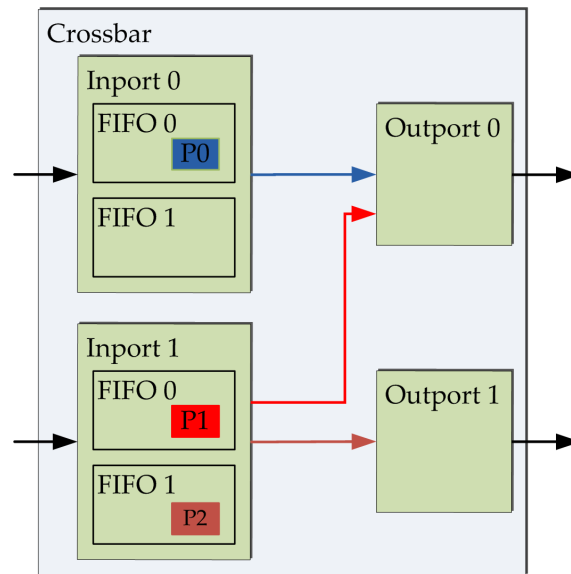 Crossbar
Inport 0
FIFO 0
P0
FIFO 1
Outport 0
Inport 1
FIFO 0
P1
FIFO 1
P2
Outport 1